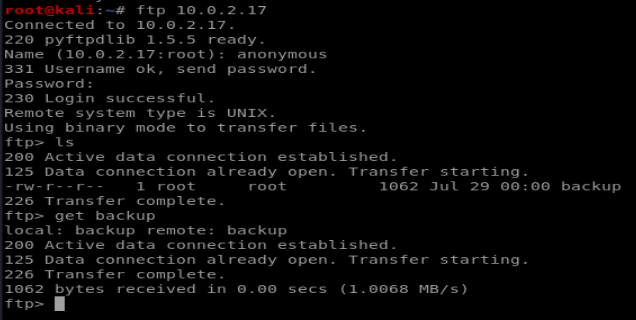 root@kali:~# ftp 10.0.2.17
Connected to 10.0.2.17.
220 pyftpdlib 1.5.5 ready.
Name (10.0.2.17:root): anonymous
331 Username ok, send password.
Password:
230 Login successful.
Remote system type is UNIX.
Using binary mode to transfer files.
ftp> ls
200 Active data connection established.
125 Data connection already open. Transfer starting.
-rw-r--r--   1 root     root         1062 Jul 29 00:00 backup
226 Transfer complete.
ftp> get backup
local: backup remote: backup
200 Active data connection established.
125 Data connection already open. Transfer starting.
226 Transfer complete.
1062 bytes received in 0.00 secs (1.0068 MB/s)
ftp>